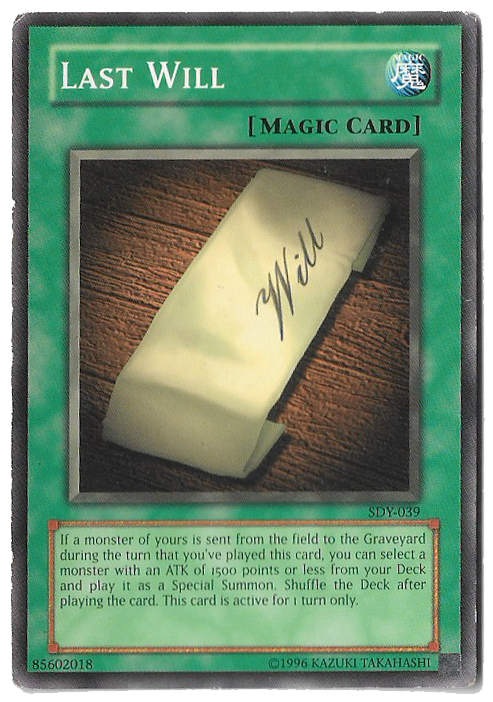 LAST WILL
MAGIC
魔
[MAGIC CARD]
Will
SDY-039
If a monster of yours is sent from the field to the Graveyard
during the turn that you've played this card, you can select a
monster with an ATK of 1500 points or less from your Deck
and play it as a Special Summon. Shuffle the Deck after
playing the card. This card is active for 1 turn only.
85602018
©1996 KAZUKI TAKAHASHI